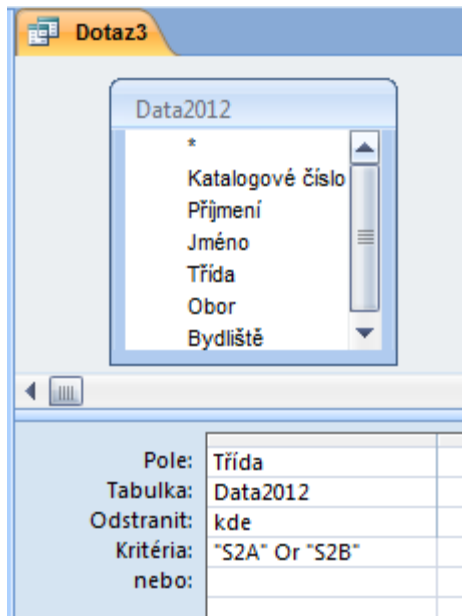 Dotaz3
Data2012
*
Katalogové číslo
Příjmení
Jméno
Třída
Obor
Bydliště
Pole: Třída
Tabulka: Data2012
Odstranit: kde
Kritéria: "S2A" Or "S2B"
nebo: